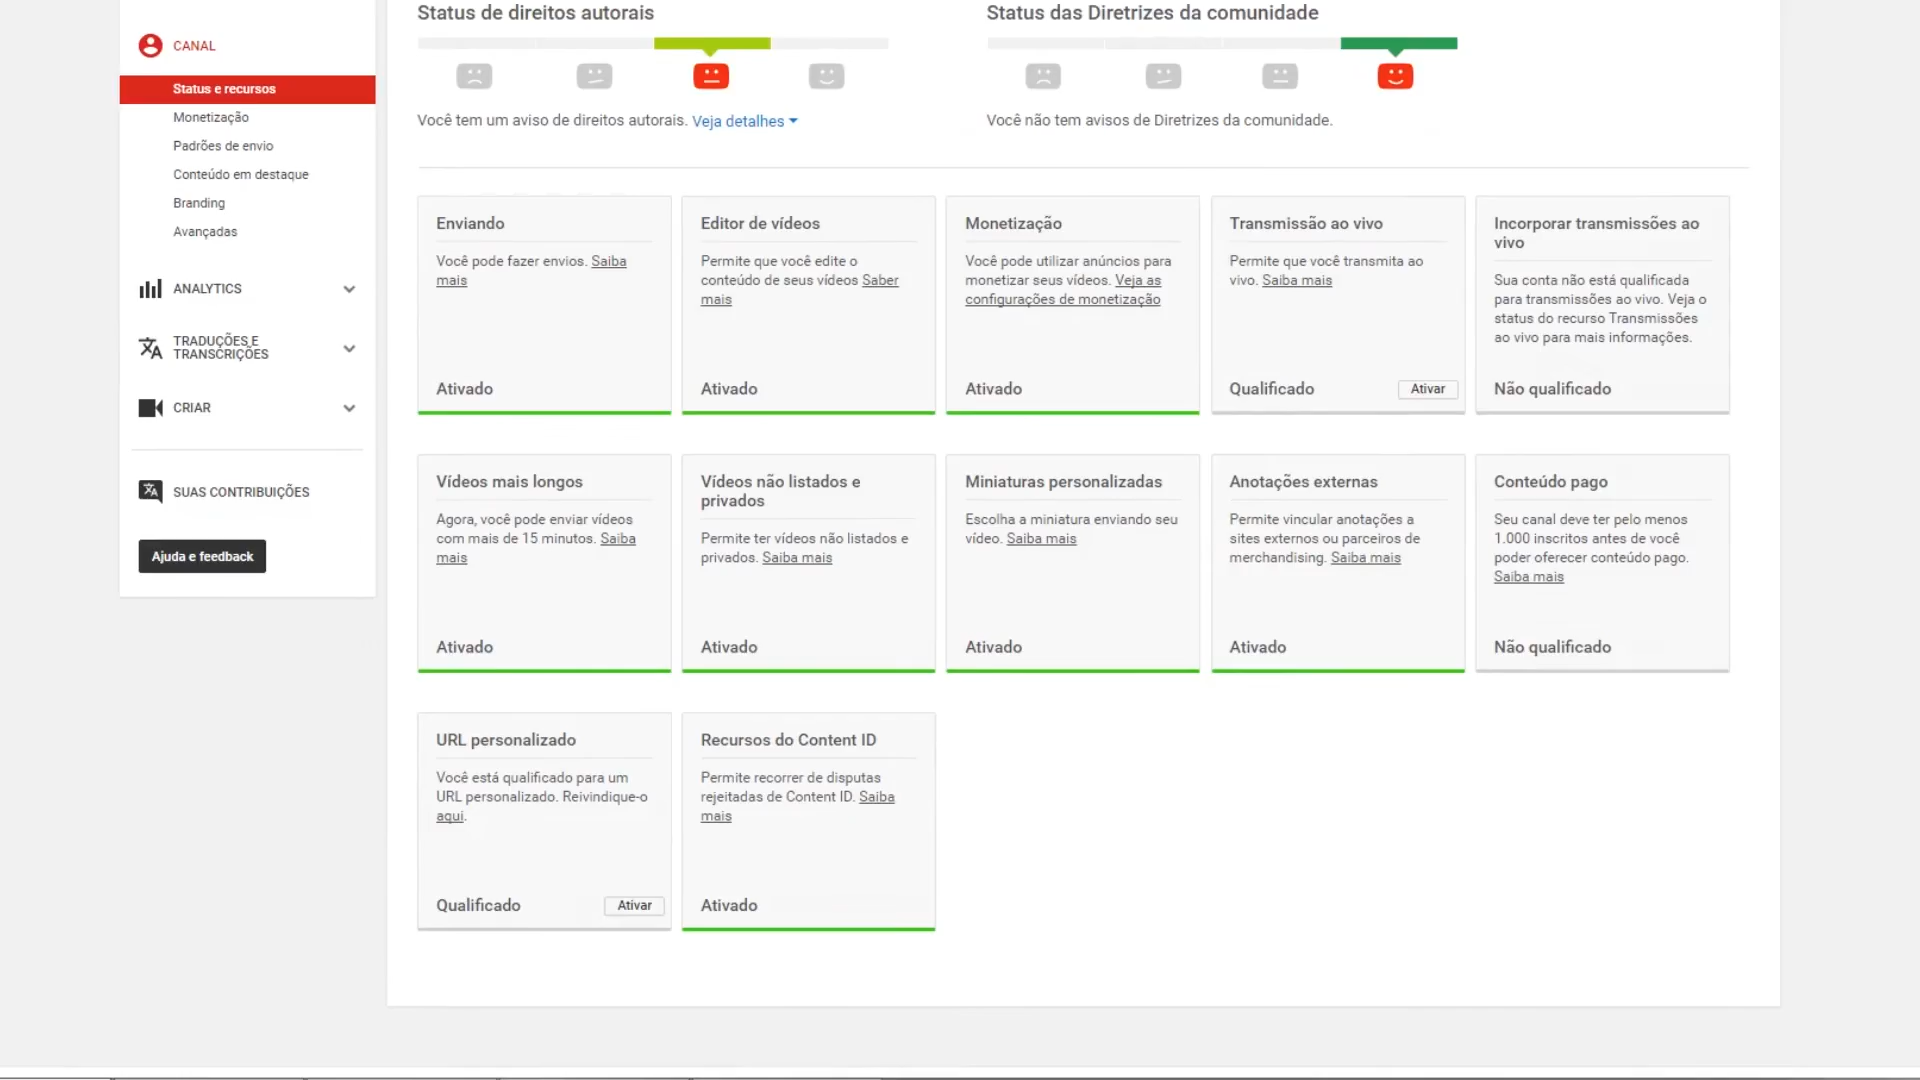 CANAL
Status e recursos
Monetização
Padrões de envio
Conteúdo em destaque
Branding
Avançadas
ANALYTICS
TRADUÇÕES E
TRANSCRIÇÕES
CRIAR
SUAS CONTRIBUIÇÕES
Ajuda e feedback
Status de direitos autorais
Você tem um aviso de direitos autorais. Veja detalhes
Status das Diretrizes da comunidade
Você não tem avisos de Diretrizes da comunidade.
Enviando
Você pode fazer envios. Saiba
mais
Ativado
Editor de vídeos
Permite que você edite o
conteúdo de seus vídeos Saber
mais
Ativado
Monetização
Você pode utilizar anúncios para
monetizar seus vídeos. Veja as
configurações de monetização
Ativado
Transmissão ao vivo
Permite que você transmita ao
vivo. Saiba mais
Qualificado
Ativar
Incorporar transmissões ao
vivo
Sua conta não está qualificada
para transmissões ao vivo. Veja o
status do recurso Transmissões
ao vivo para mais informações.
Não qualificado
Vídeos mais longos
Agora, você pode enviar vídeos
com mais de 15 minutos. Saiba
mais
Ativado
Vídeos não listados e
privados
Permite ter vídeos não listados e
privados. Saiba mais
Ativado
Miniaturas personalizadas
Escolha a miniatura enviando seu
vídeo. Saiba mais
Ativado
Anotações externas
Permite vincular anotações a
sites externos ou parceiros de
merchandising. Saiba mais
Ativado
Conteúdo pago
Seu canal deve ter pelo menos
1.000 inscritos antes de você
poder oferecer conteúdo pago.
Saiba mais
Não qualificado
URL personalizado
Você está qualificado para um
URL personalizado. Reivindique-o
aqui.
Qualificado
Ativar
Recursos do Content ID
Permite recorrer de disputas
rejeitadas de Content ID. Saiba
mais
Ativado